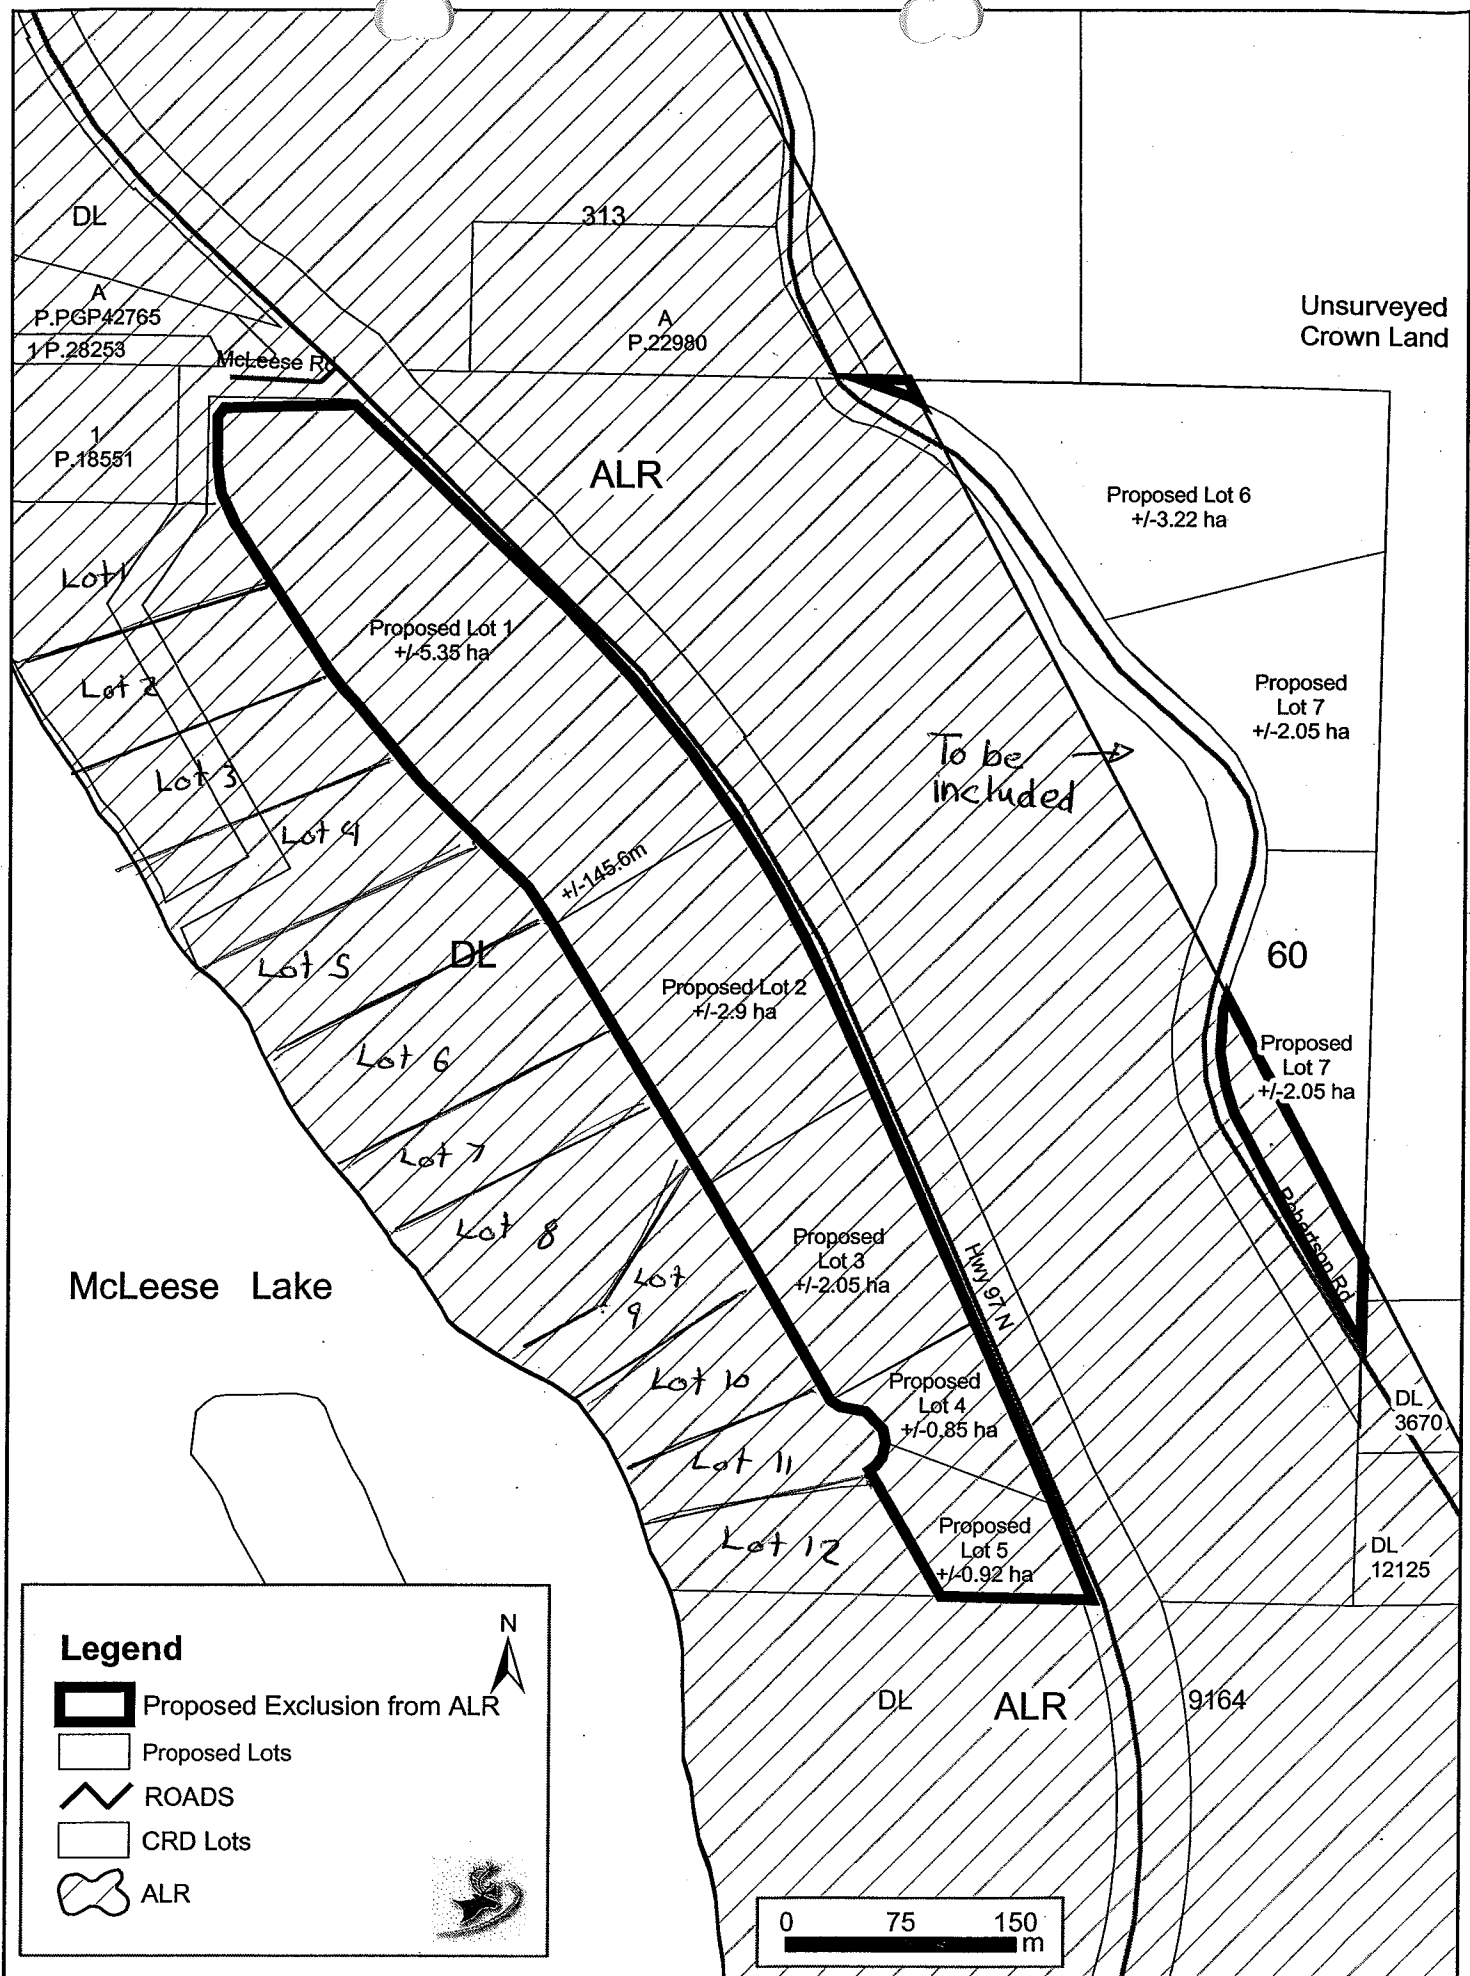 DL
313
A
P.PGP42765
A
P.22980
Unsurveyed
Crown Land
1 P.28253
McLeese Rd
1
P.18551
ALR
Proposed Lot 6
+/-3.22 ha
Lot 1
Proposed Lot 1
+/-5.35 ha
Lot 2
Proposed
Lot 7
+/-2.05 ha
To be
included
Lot 3
Lot 4
+/-145.6m
DL
60
Lot 5
Proposed Lot 2
+/-2.9 ha
Lot 6
Proposed
Lot 7
+/-2.05 ha
Lot 7
Lot 8
Robertson Rd
Proposed
Lot 3
+/-2.05 ha
Hwy 97 N
McLeese Lake
Lot
9
Lot 10
Proposed
Lot 4
+/-0.85 ha
DL
3670
Lot 11
Proposed
Lot 5
+/-0.92 ha
Lot 12
DL
12125
Legend
N
Proposed Exclusion from ALR
Proposed Lots
ROADS
CRD Lots
ALR
DL
ALR
9164
0 75 150
m